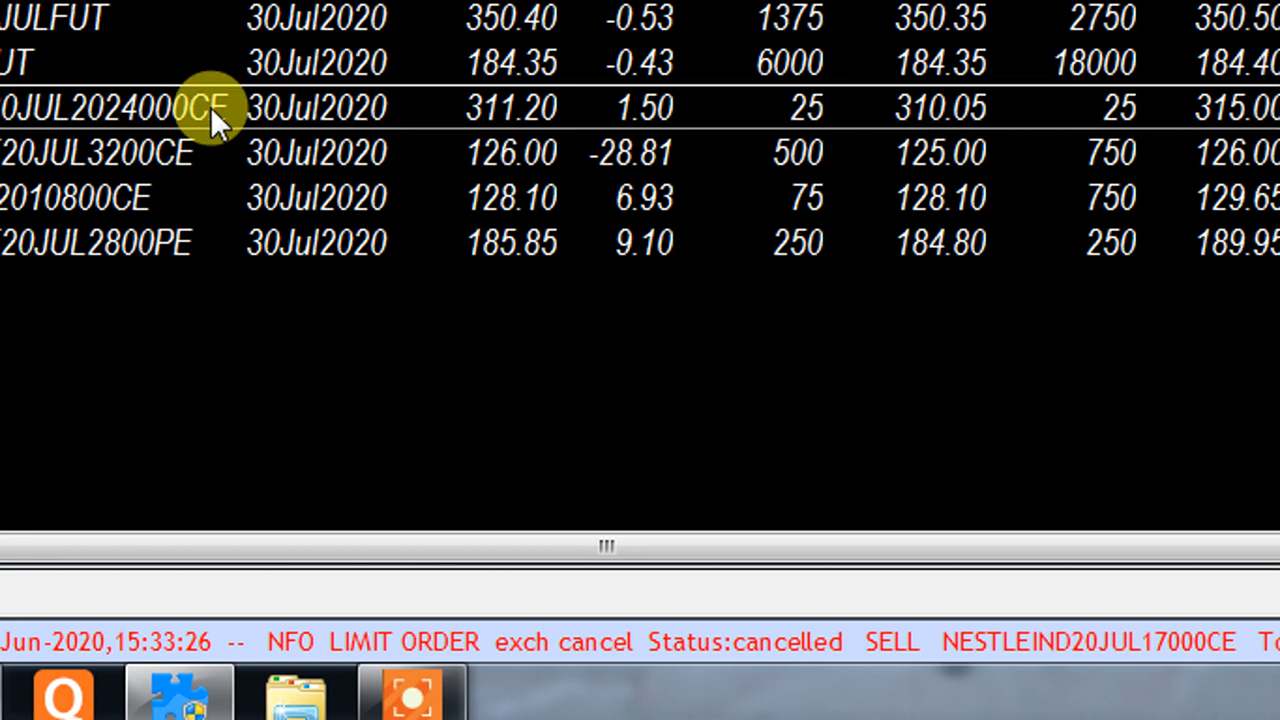 JULFUT 30Jul2020 350.40 -0.53 1375 350.35 2750 350.50
UT 30Jul2020 184.35 -0.43 6000 184.35 18000 184.40
0JUL2024000CE 30Jul2020 311.20 1.50 25 310.05 25 315.00
20JUL3200CE 30Jul2020 126.00 -28.81 500 125.00 750 126.00
2010800CE 30Jul2020 128.10 6.93 75 128.10 750 129.65
20JUL2800PE 30Jul2020 185.85 9.10 250 184.80 250 189.95
Jun-2020,15:33:26 -- NFO LIMIT ORDER exch cancel Status:cancelled SELL NESTLEIND20JUL17000CE To
Q